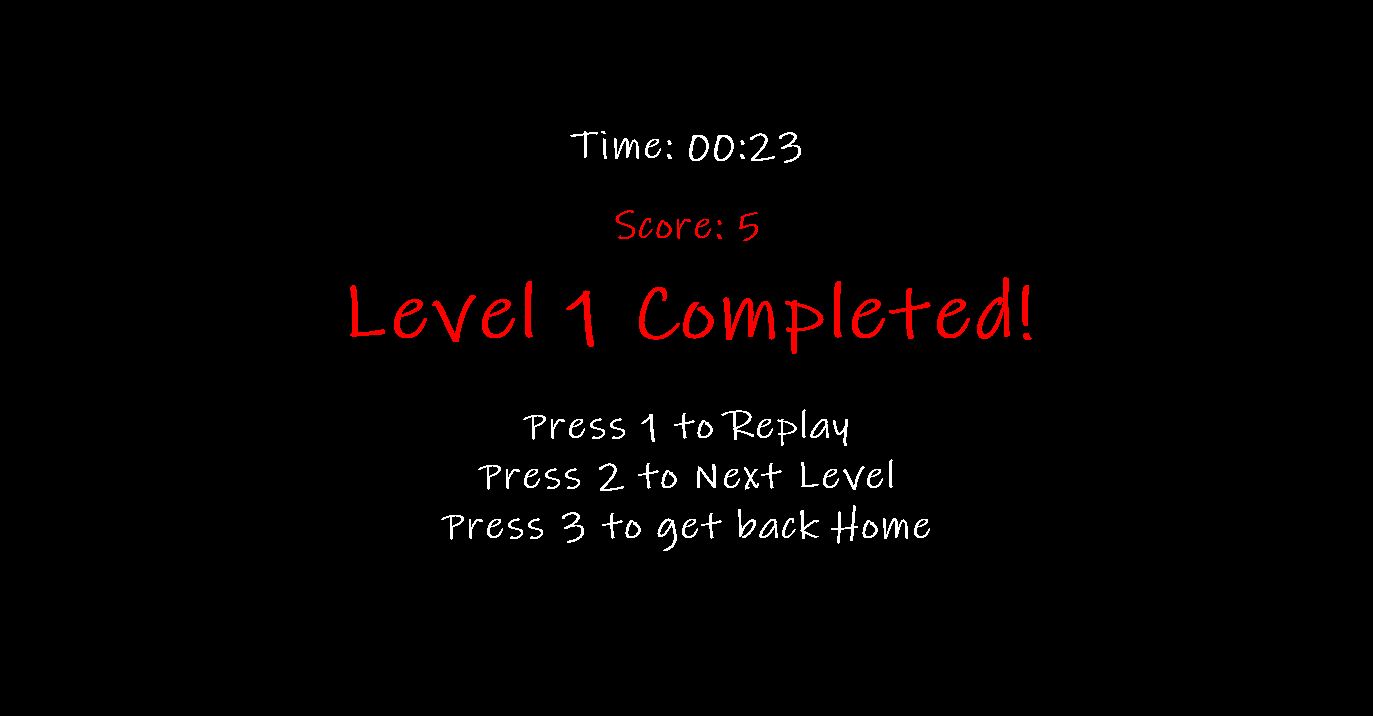 Time: 00:23
Score: 5
Level 1 Completed!
Press 1 to Replay
Press 2 to Next Level
Press 3 to get back Home